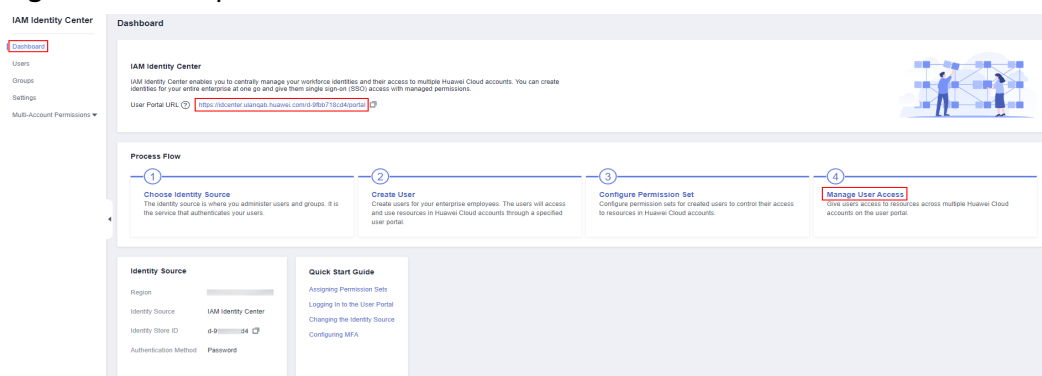 IAM Identity Center
Dashboard
Dashboard
Users
Groups
Settings
Multi-Account Permissions
IAM Identity Center
IAM Identity Center enables you to centrally manage your workforce identities and their access to multiple Huawei Cloud accounts. You can create
identities for your entire enterprise at one go and give them single sign-on (SSO) access with managed permissions.
User Portal URL https://idcenter.ulanqab.huawei.com/d-9fbb718cd4/portal
Process Flow
1
Choose Identity Source
The identity source is where you administer users and groups. It is
the service that authenticates your users.
2
Create User
Create users for your enterprise employees. The users will access
and use resources in Huawei Cloud accounts through a specified
user portal.
3
Configure Permission Set
Configure permission sets for created users to control their access
to resources in Huawei Cloud accounts.
4
Manage User Access
Give users access to resources across multiple Huawei Cloud
accounts on the user portal.
Identity Source
Region
Identity Source IAM Identity Center
Identity Store ID d-9 d4
Authentication Method Password
Quick Start Guide
Assigning Permission Sets
Logging In to the User Portal
Changing the Identity Source
Configuring MFA